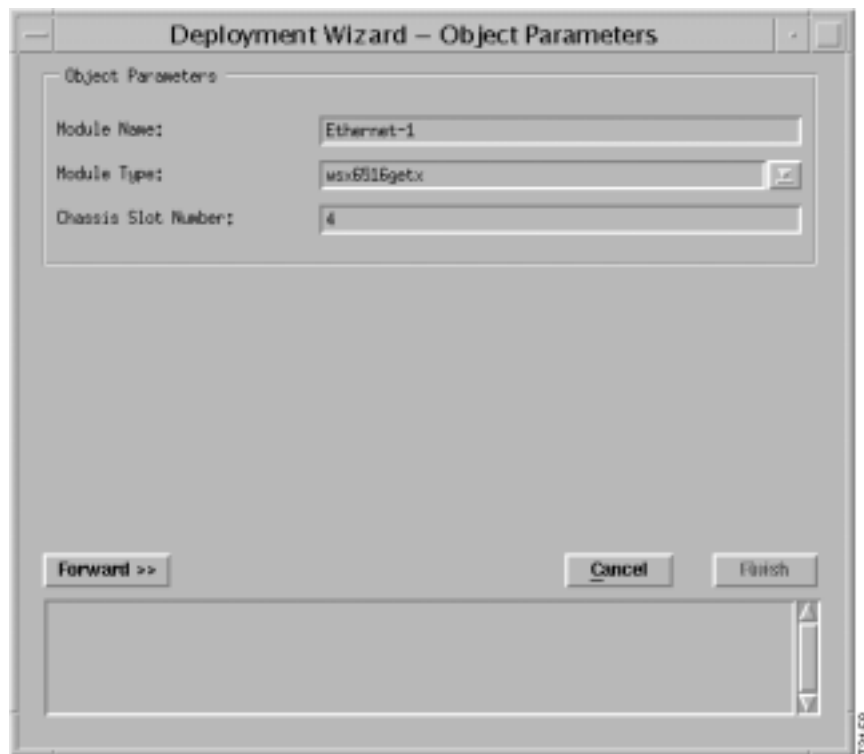 Deployment Wizard – Object Parameters
Object Parameters
Module Name:
Ethernet-1
Module Type:
wsx6516getx
Chassis Slot Number:
4
Forward >>
Cancel
Finish